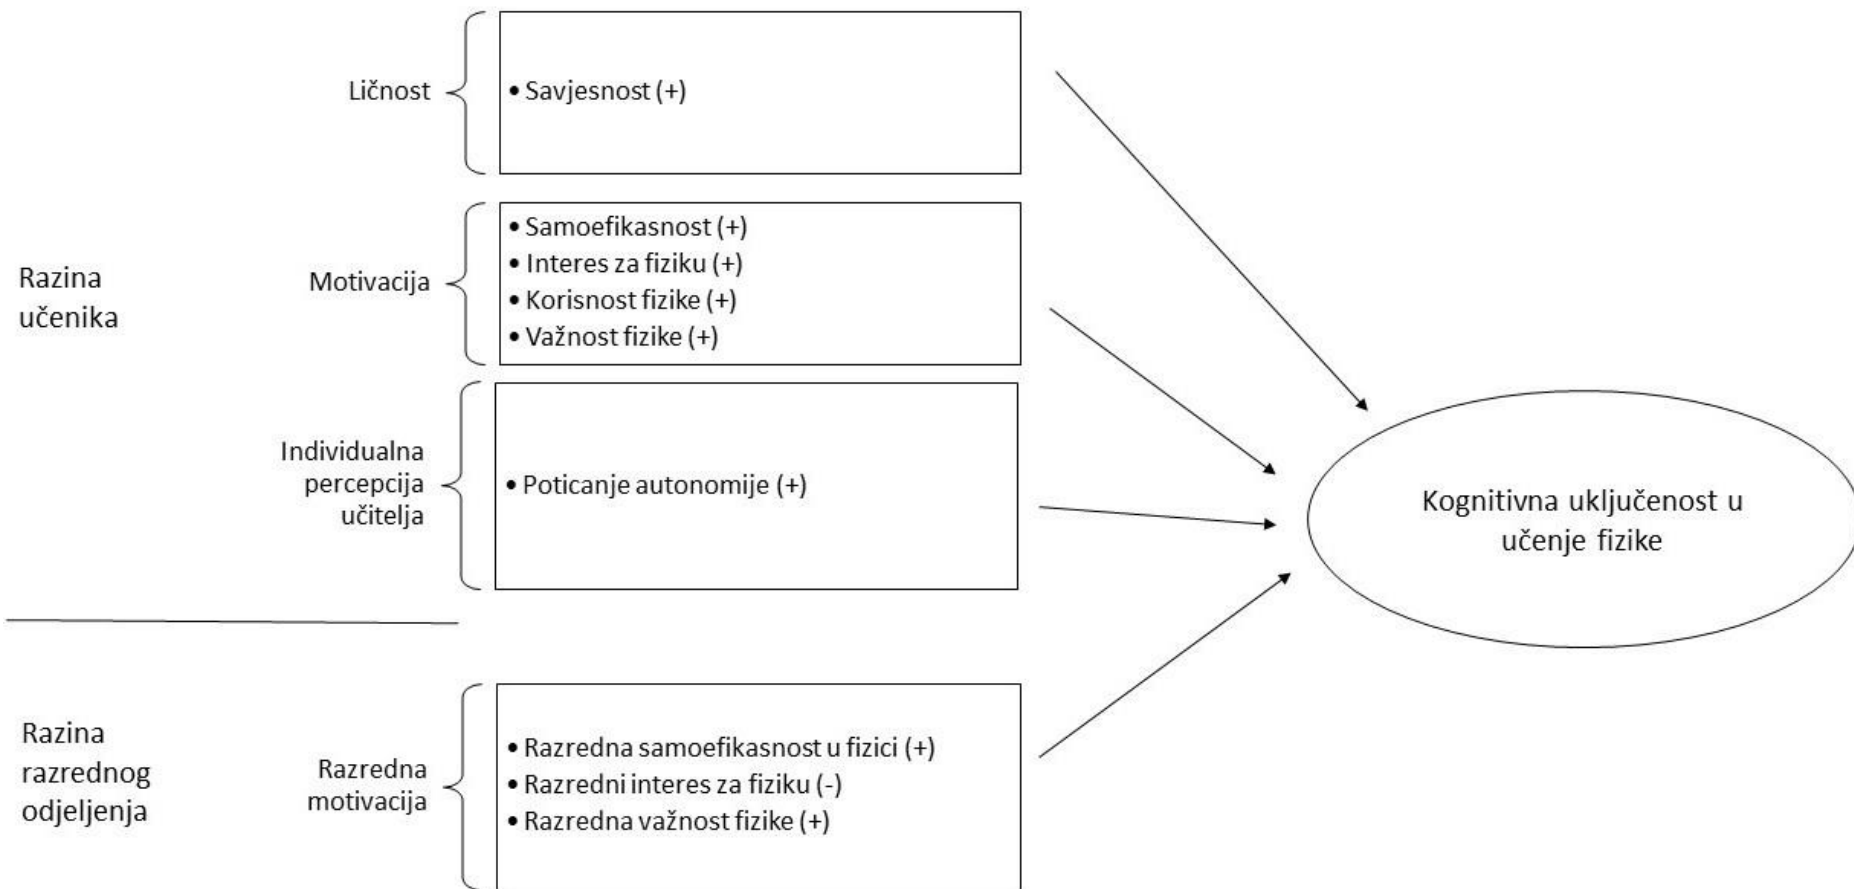 Ličnost
• Savjesnost (+)
Razina
učenika
Motivacija
• Samoefikasnost (+)
• Interes za fiziku (+)
• Korisnost fizike (+)
• Važnost fizike (+)
Individualna
percepcija
učitelja
• Poticanje autonomije (+)
Kognitivna uključenost u
učenje fizike
Razina
razrednog
odjeljenja
Razredna
motivacija
• Razredna samoefikasnost u fizici (+)
• Razredni interes za fiziku (-)
• Razredna važnost fizike (+)